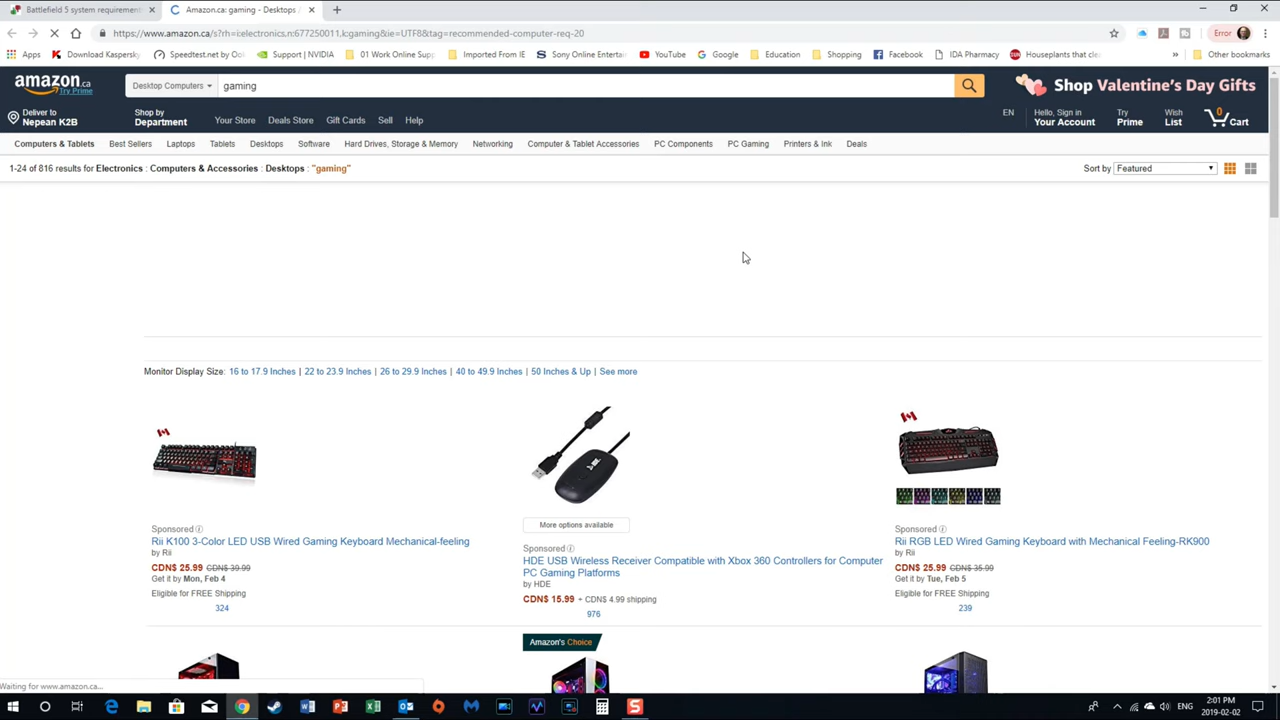 Battlefield 5 system requirement
Amazon.ca: gaming - Desktops
https://www.amazon.ca/s?rh=i:electronics,n:677250011,k:gaming&ie=UTF8&tag=recommended-computer-req-20
Error
Apps
Download Kaspersky
Speedtest.net by Ook
Support | NVIDIA
01 Work Online Supp
Imported From IE
Sony Online Entertain
YouTube
Google
Education
Shopping
Facebook
IDA Pharmacy
Houseplants that clea
»
Other bookmarks
amazon.ca
Try Prime
Desktop Computers
gaming
Shop Valentine's Day Gifts
Deliver to
Nepean K2B
Shop by
Department
Your Store
Deals Store
Gift Cards
Sell
Help
EN
Hello, Sign in
Your Account
Try
Prime
Wish
List
0
Cart
Computers & Tablets
Best Sellers
Laptops
Tablets
Desktops
Software
Hard Drives, Storage & Memory
Networking
Computer & Tablet Accessories
PC Components
PC Gaming
Printers & Ink
Deals
1-24 of 816 results for Electronics : Computers & Accessories : Desktops : "gaming"
Sort by
Featured
Monitor Display Size: 16 to 17.9 Inches | 22 to 23.9 Inches | 26 to 29.9 Inches | 40 to 49.9 Inches | 50 Inches & Up | See more
Sponsored
Rii K100 3-Color LED USB Wired Gaming Keyboard Mechanical-feeling
by Rii
CDN$ 25.99 CDN$ 39.99
Get it by Mon, Feb 4
Eligible for FREE Shipping
324
More options available
Sponsored
HDE USB Wireless Receiver Compatible with Xbox 360 Controllers for Computer
PC Gaming Platforms
by HDE
CDN$ 15.99 + CDN$ 4.99 shipping
976
Sponsored
Rii RGB LED Wired Gaming Keyboard with Mechanical Feeling-RK900
by Rii
CDN$ 25.99 CDN$ 35.99
Get it by Tue, Feb 5
Eligible for FREE Shipping
239
Amazon's Choice
Waiting for www.amazon.ca...
ENG
2:01 PM
2019-02-02